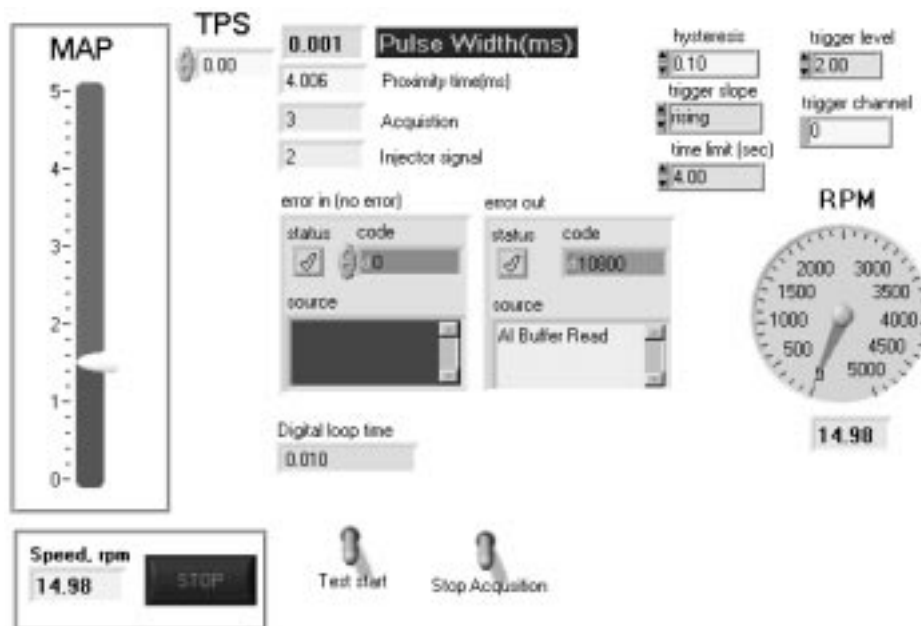 MAP
5
4
3
2
1
0
TPS
0.00
0.001 Pulse Width(ms)
4.006 Proximity time(ms)
3 Acquistion
2 Injector signal
hysteresis
0.10
trigger slope
rising
time limit (sec)
4.00
trigger level
2.00
trigger channel
0
error in (no error)
status code
0
source
error out
status code
10800
source
AI Buffer Read
Digital loop time
0.010
RPM
2000 3000
1500 3500
1000 4000
500 4500
0 5000
14.98
Speed, rpm
14.98
STOP
Test start
Stop Acqusition